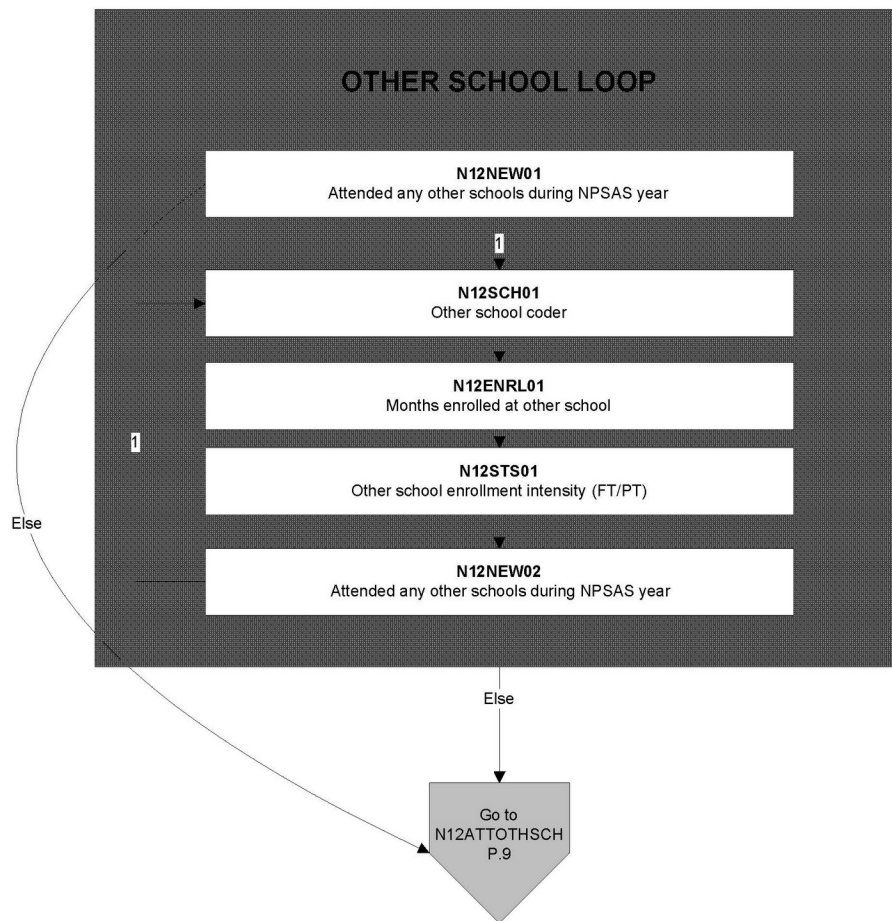 OTHER SCHOOL LOOP
N12NEW01
Attended any other schools during NPSAS year
1
N12SCH01
Other school coder
N12ENRL01
Months enrolled at other school
1
N12STS01
Other school enrollment intensity (FT/PT)
Else
N12NEW02
Attended any other schools during NPSAS year
Else
Go to
N12ATTOTHSCH
P.9